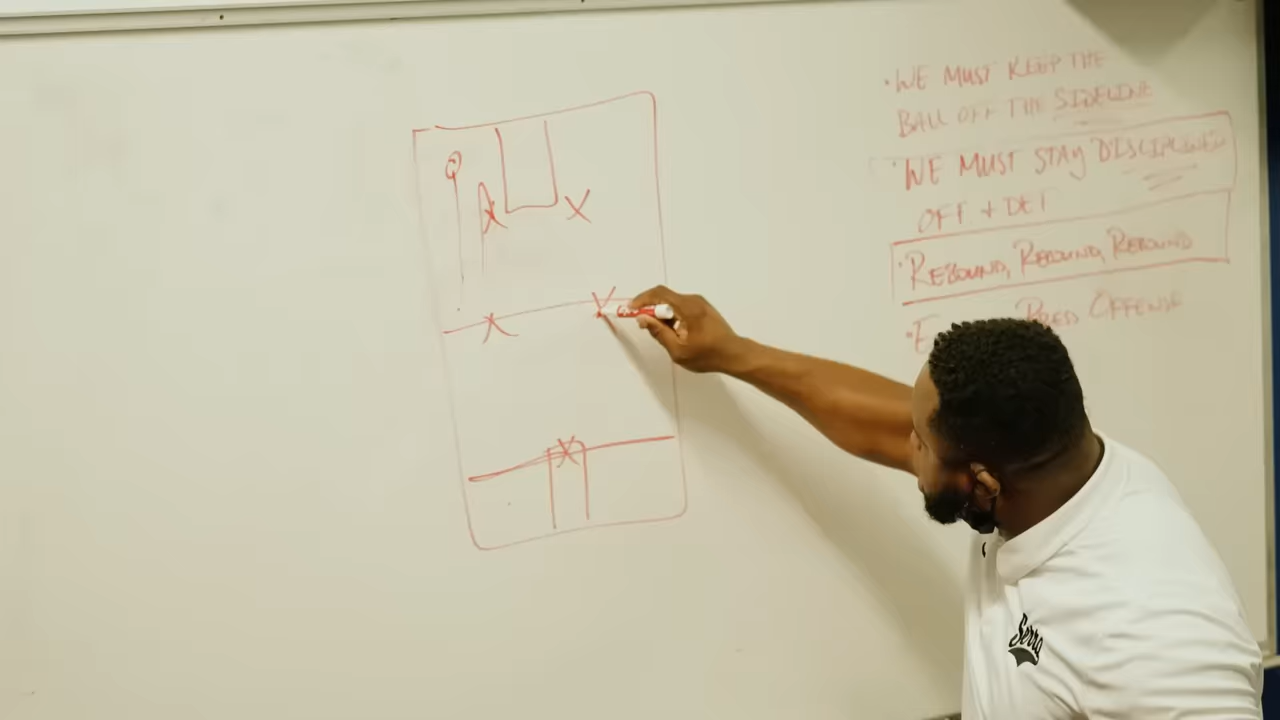 X
X
X
X
X
• WE MUST KEEP THE
BALL OFF THE SIDELINE
• WE MUST STAY DISCIPLINED
OFF + DEF
• REBOUND, REBOUND, REBOUND
PRESS OFFENSE
Serra